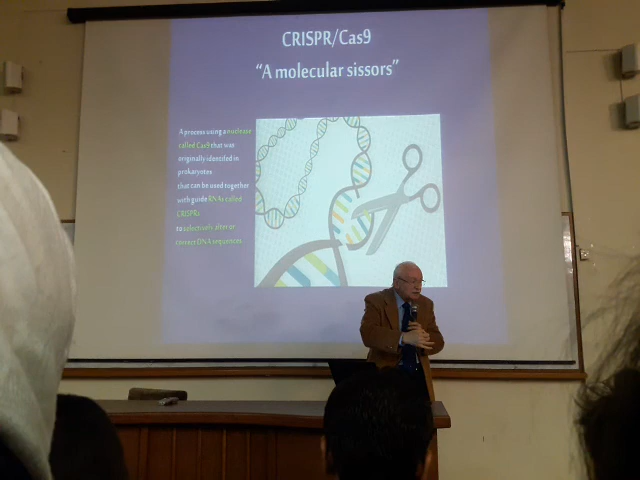 CRISPR/Cas9
“A molecular sissors”
A process using a nuclease
called Cas9 that was
originally identifed in
prokaryotes
that can be used together
with guide RNAs called
CRISPRs
to selectively alter or
correct DNA sequences.